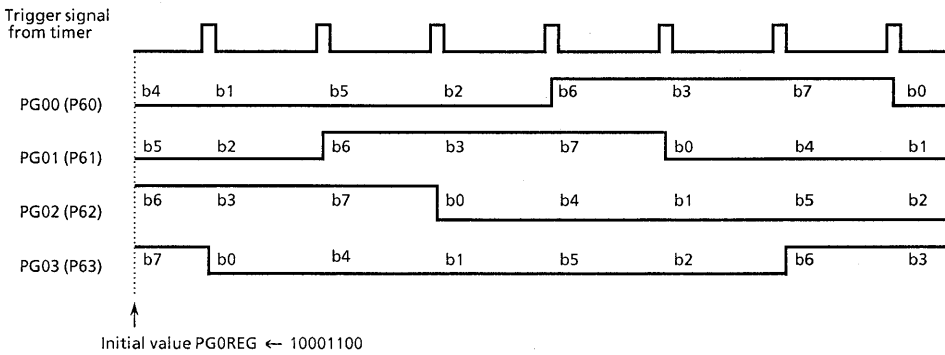 Trigger signal
from timer
PG00 (P60) b4 b1 b5 b2 b6 b3 b7 b0
PG01 (P61) b5 b2 b6 b3 b7 b0 b4 b1
PG02 (P62) b6 b3 b7 b0 b4 b1 b5 b2
PG03 (P63) b7 b0 b4 b1 b5 b2 b6 b3
Initial value PG0REG ← 10001100